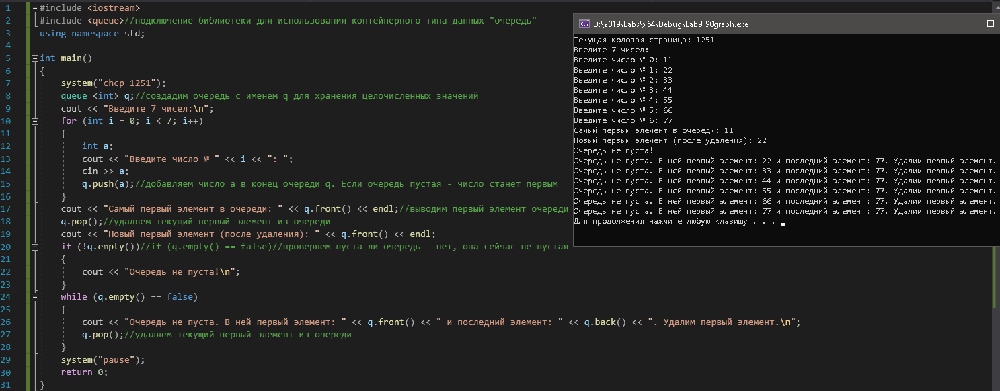 1 #include <iostream>
2 #include <queue>//подключение библиотеки для использования контейнерного типа данных "очередь"
3 using namespace std;
4
5 int main()
6 {
7 system("chcp 1251");
8 queue <int> q;//создадим очередь с именем q для хранения целочисленных значений
9 cout << "Введите 7 чисел:\n";
10 for (int i = 0; i < 7; i++)
11 {
12 int a;
13 cout << "Введите число № " << i << ": ";
14 cin >> a;
15 q.push(a);//добавляем число a в конец очереди q. Если очередь пустая - число станет первым
16 }
17 cout << "Самый первый элемент в очереди: " << q.front() << endl;//выводим первый элемент очереди
18 q.pop();//удаляем текущий первый элемент из очереди
19 cout << "Новый первый элемент (после удаления): " << q.front() << endl;
20 if (!q.empty())//if (q.empty() == false)//проверяем пуста ли очередь - нет, она сейчас не пустая
21 {
22 cout << "Очередь не пуста!\n";
23 }
24 while (q.empty() == false)
25 {
26 cout << "Очередь не пуста. В ней первый элемент: " << q.front() << " и последний элемент: " << q.back() << ". Удалим первый элемент.\n";
27 q.pop();//удаляем текущий первый элемент из очереди
28 }
29 system("pause");
30 return 0;
31 }
D:\2019\Labs\x64\Debug\Lab9_90graph.exe
Текущая кодовая страница: 1251
Введите 7 чисел:
Введите число № 0: 11
Введите число № 1: 22
Введите число № 2: 33
Введите число № 3: 44
Введите число № 4: 55
Введите число № 5: 66
Введите число № 6: 77
Самый первый элемент в очереди: 11
Новый первый элемент (после удаления): 22
Очередь не пуста!
Очередь не пуста. В ней первый элемент: 22 и последний элемент: 77. Удалим первый элемент.
Очередь не пуста. В ней первый элемент: 33 и последний элемент: 77. Удалим первый элемент.
Очередь не пуста. В ней первый элемент: 44 и последний элемент: 77. Удалим первый элемент.
Очередь не пуста. В ней первый элемент: 55 и последний элемент: 77. Удалим первый элемент.
Очередь не пуста. В ней первый элемент: 66 и последний элемент: 77. Удалим первый элемент.
Очередь не пуста. В ней первый элемент: 77 и последний элемент: 77. Удалим первый элемент.
Для продолжения нажмите любую клавишу . . .